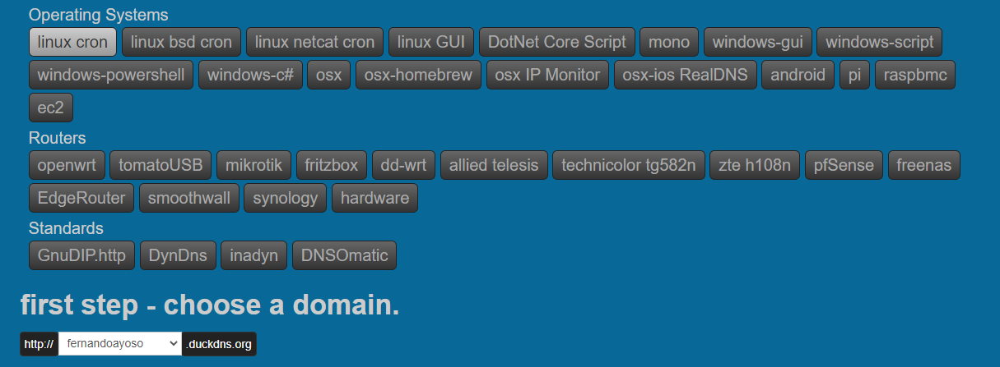 Operating Systems
linux cron linux bsd cron linux netcat cron linux GUI DotNet Core Script mono windows-gui windows-script
windows-powershell windows-c# osx osx-homebrew osx IP Monitor osx-ios RealDNS android pi raspbmc
ec2
Routers
openwrt tomatoUSB mikrotik fritzbox dd-wrt allied telesis technicolor tg582n zte h108n pfSense freenas
EdgeRouter smoothwall synology hardware
Standards
GnuDIP.http DynDns inadyn DNSOmatic
first step - choose a domain.
http:// fernandoayoso .duckdns.org